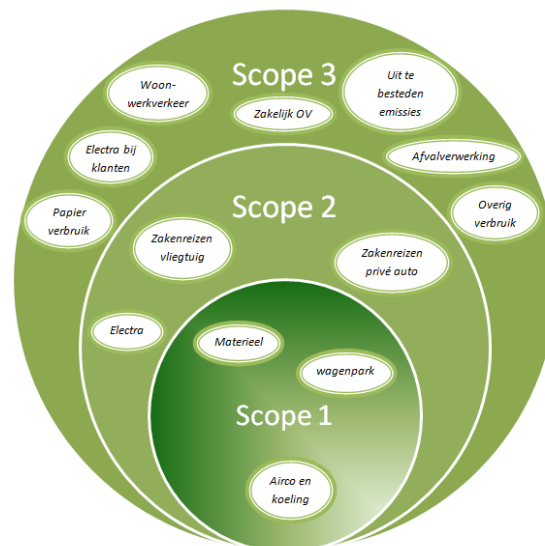 Scope 3
Woon-
werkverkeer
Zakelijk OV
Uit te
besteden
emissies
Electra bij
klanten
Afvalverwerking
Papier
verbruik
Overig
verbruik
Scope 2
Zakenreizen
vliegtuig
Zakenreizen
privé auto
Electra
Materieel
wagenpark
Scope 1
Airco en
koeling